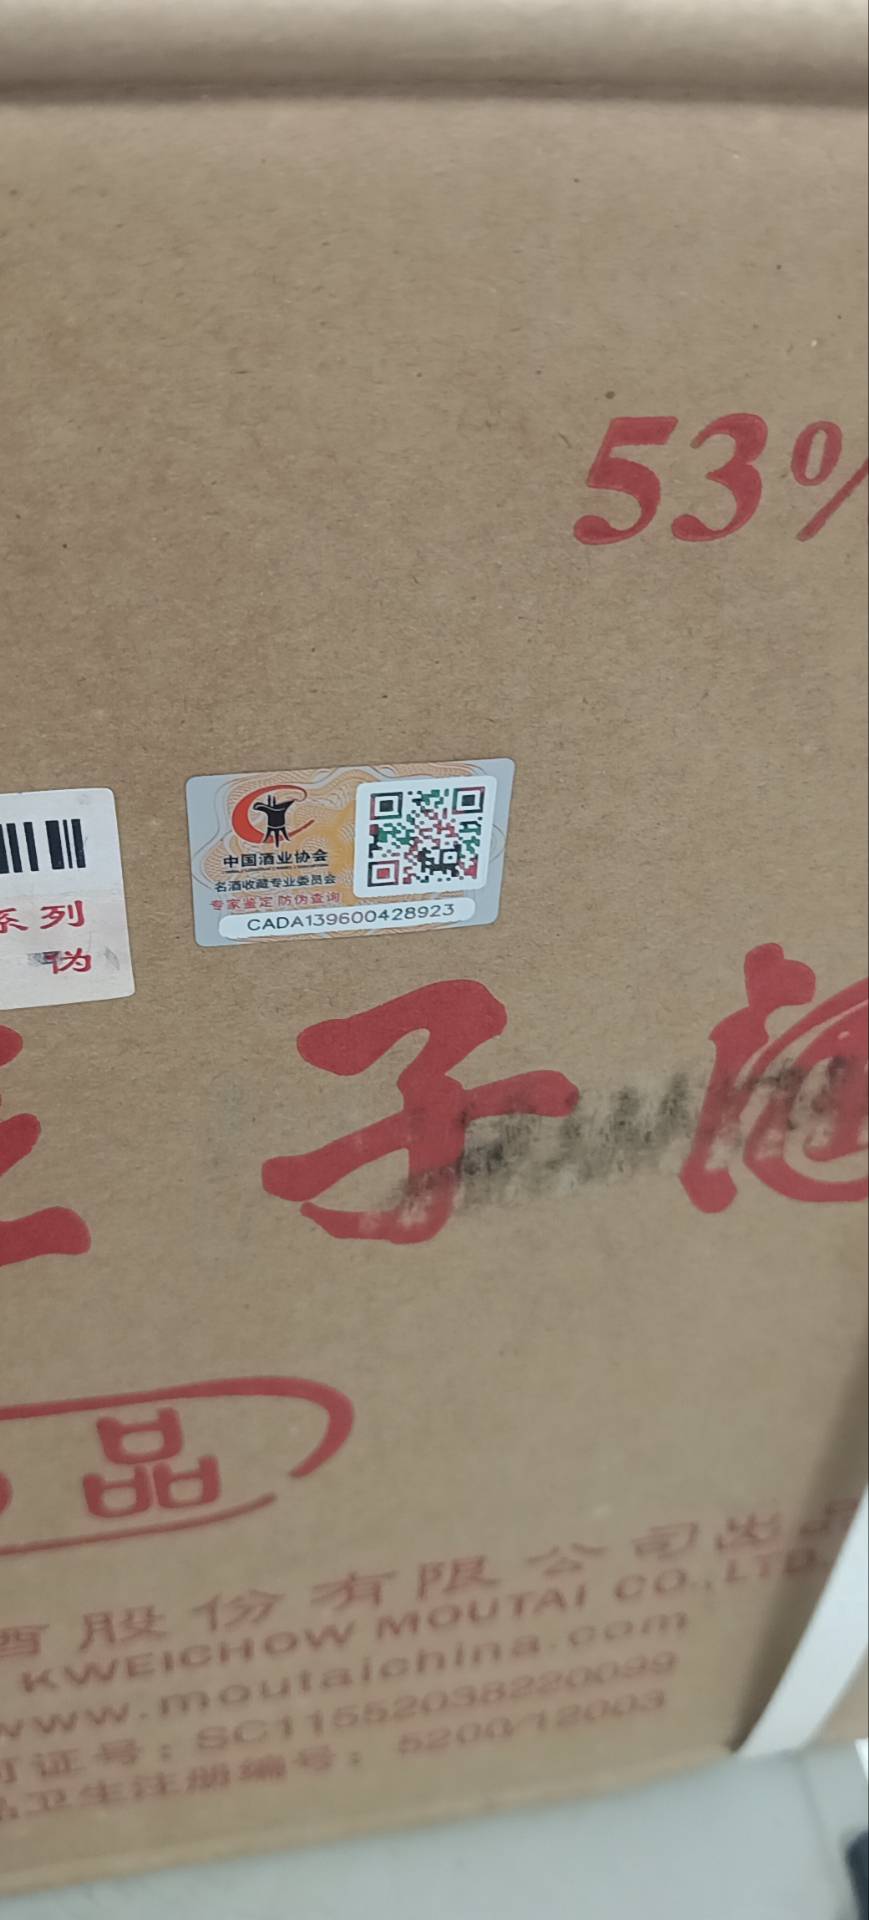 53%
中国酒业协会
名酒收藏专业委员会
专家鉴定 防伪查询
CADA139600428923
系列
伪
子酒
品
酒股份有限公司出品
KWEICHOW MOUTAI CO.,LTD.
www.moutaichina.com
可证号：SC11552038220099
品卫生注册编号：5200/12003